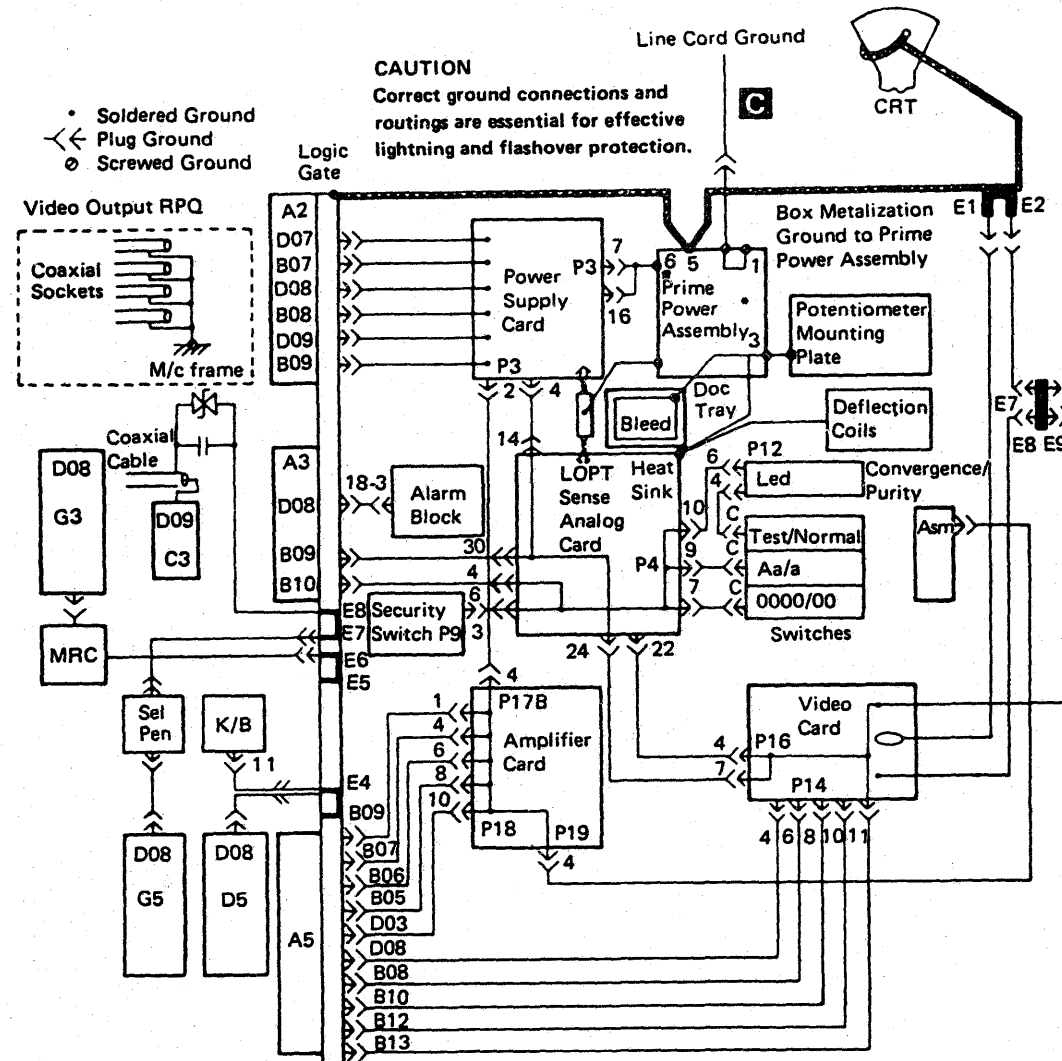 Line Cord Ground
C
CRT
CAUTION
Correct ground connections and
routings are essential for effective
lightning and flashover protection.
Soldered Ground
Plug Ground
Screwed Ground
Logic
Gate
Video Output RPQ
Coaxial
Sockets
M/c frame
A2
D07
B07
D08
B08
D09
B09
Power
Supply
Card
P3
P3
7
16
2
4
6
5
1
Prime
Power
Assembly
3
Box Metalization
Ground to Prime
Power Assembly
E1
E2
Potentiometer
Mounting
Plate
Doc
Tray
Bleed
Deflection
Coils
E7
E8
E9
Coaxial
Cable
D08
G3
D09
C3
A3
D08
B09
B10
18-3
Alarm
Block
14
LOPT
Sense
Analog
Card
Heat
Sink
30
4
6
3
P4
10
9
7
6
4
P12
Led
C
Test/Normal
C
Aa/a
C
0000/00
Switches
Convergence/
Purity
Asm
E8
E7
E6
E5
Security
Switch P9
MRC
24
22
Sel
Pen
K/B
11
E4
4
P17B
1
4
6
8
10
Amplifier
Card
P18
P19
4
Video
Card
4
7
P16
P14
4
6
8
10
11
D08
G5
D08
D5
A5
B09
B07
B06
B05
D03
D08
B08
B10
B12
B13